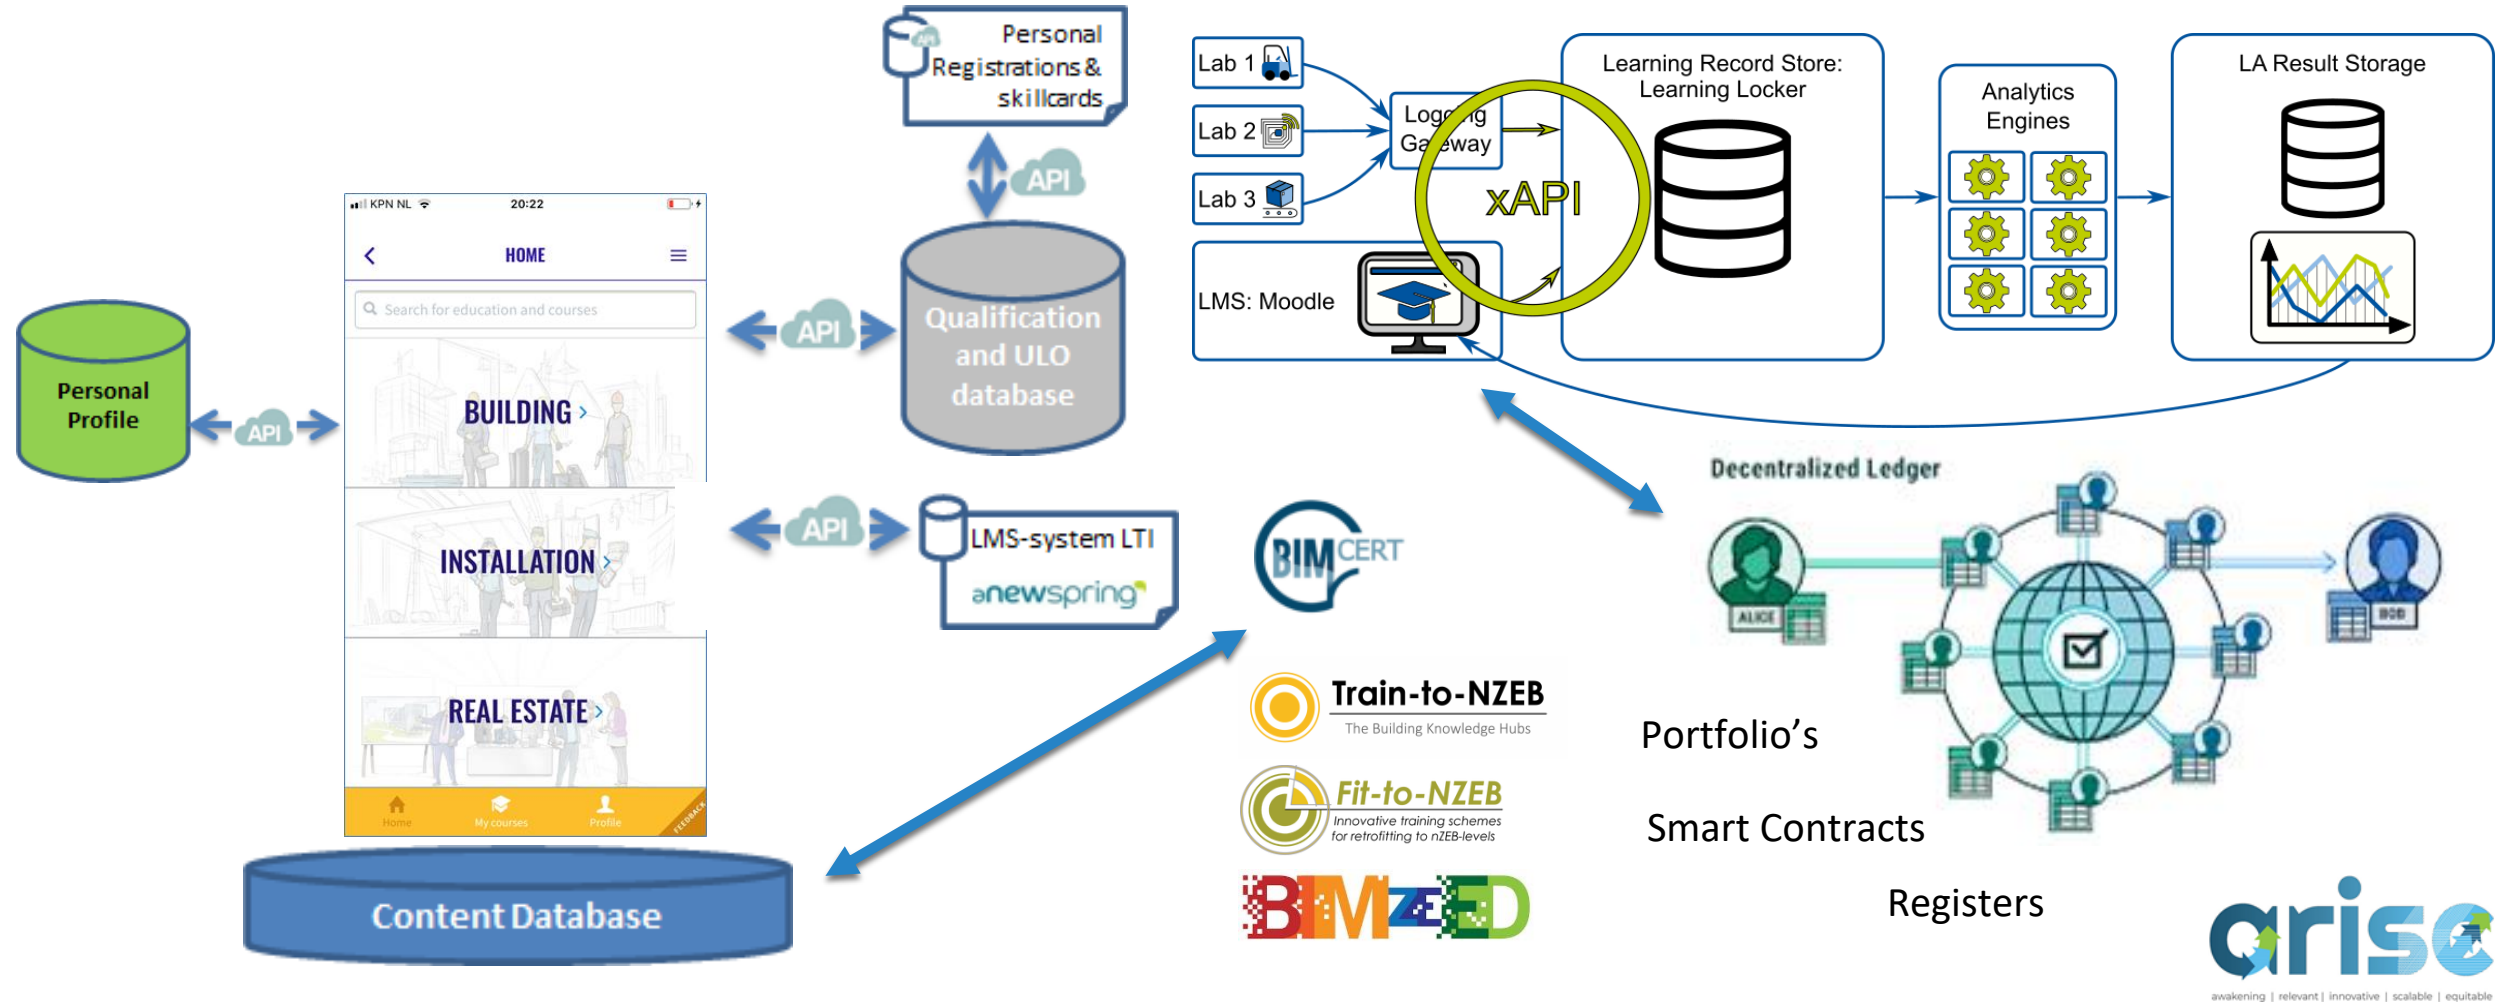 API
Personal
Registrations &
skillcards
API
KPN NL
20:22
HOME
Search for education and courses
BUILDING
INSTALLATION
REAL ESTATE
Home
My courses
Profile
FEEDBACK
Personal
Profile
API
API
Qualification
and ULO
database
API
LMS-system LTI
anewspring
Content Database
Lab 1
Lab 2
Lab 3
Logging
Gateway
LMS: Moodle
xAPI
Learning Record Store:
Learning Locker
Analytics
Engines
LA Result Storage
Decentralized Ledger
ALICE
BOB
BIMCERT
Train-to-NZEB
The Building Knowledge Hubs
Fit-to-NZEB
Innovative training schemes
for retrofitting to nZEB-levels
BIMzeED
Portfolio's
Smart Contracts
Registers
arise
awakening | relevant | innovative | scalable | equitable